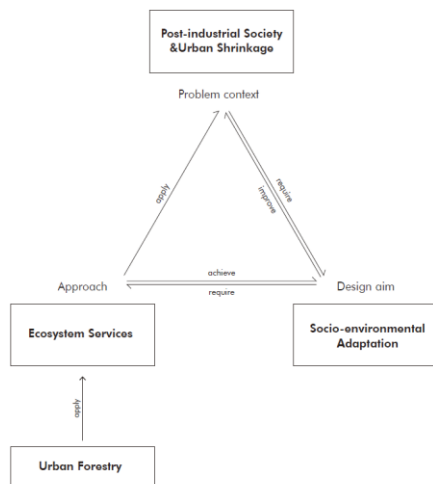 Post-industrial Society
&Urban Shrinkage
Problem context
apply
require
improve
achieve
Approach
Design aim
require
Ecosystem Services
Socio-environmental
Adaptation
apply
Urban Forestry